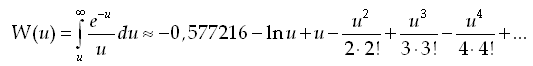 W(u) = ∫_u^∞ (e^{-u}/u) du ≈ -0,577216 - ln u + u - u²/(2·2!) + u³/(3·3!) - u⁴/(4·4!) + ...